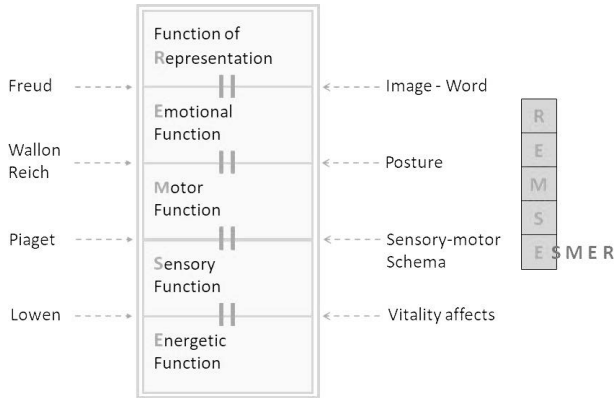 Function of
Representation
Freud
Image - Word
Emotional
Function
Wallon
Reich
Posture
Motor
Function
Piaget
Sensory-motor
Schema
Sensory
Function
Lowen
Vitality affects
Energetic
Function
R
E
M
S
E S M E R